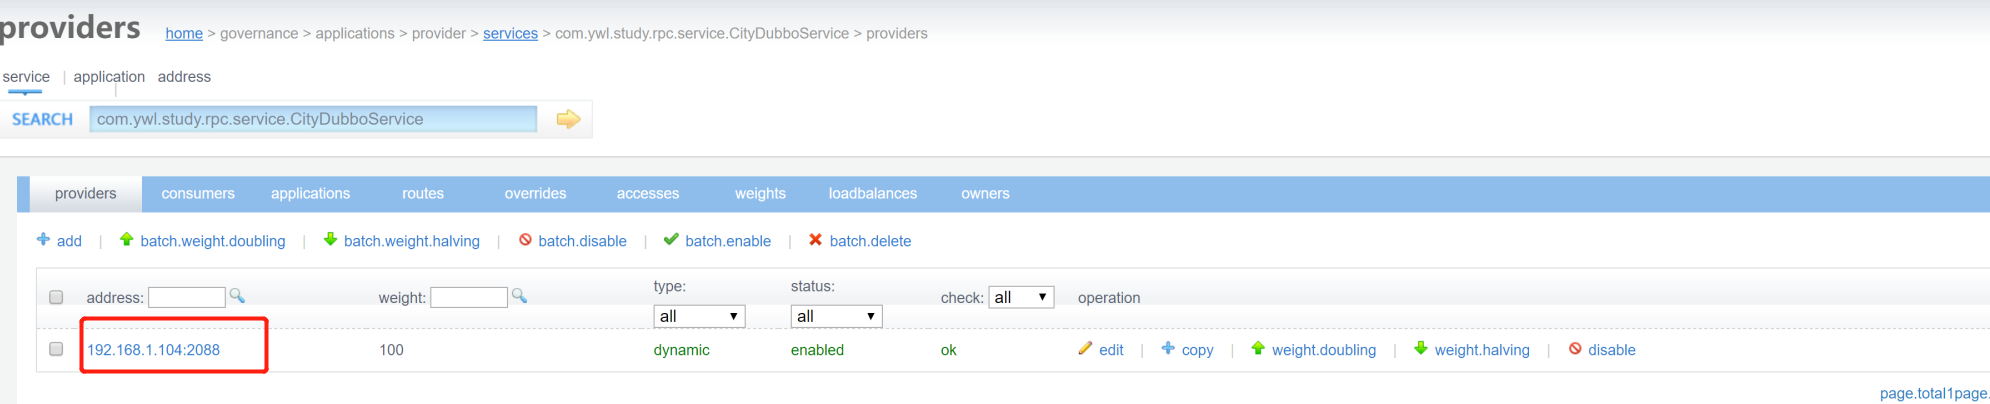 providers home > governance > applications > provider > services > com.ywl.study.rpc.service.CityDubboService > providers
service | application address
SEARCH com.ywl.study.rpc.service.CityDubboService
providers consumers applications routes overrides accesses weights loadbalances owners
add | batch.weight.doubling | batch.weight.halving | batch.disable | batch.enable | batch.delete
address: weight: type: all status: all check: all operation
192.168.1.104:2088 100 dynamic enabled ok edit | copy | weight.doubling | weight.halving | disable
page.total1page.